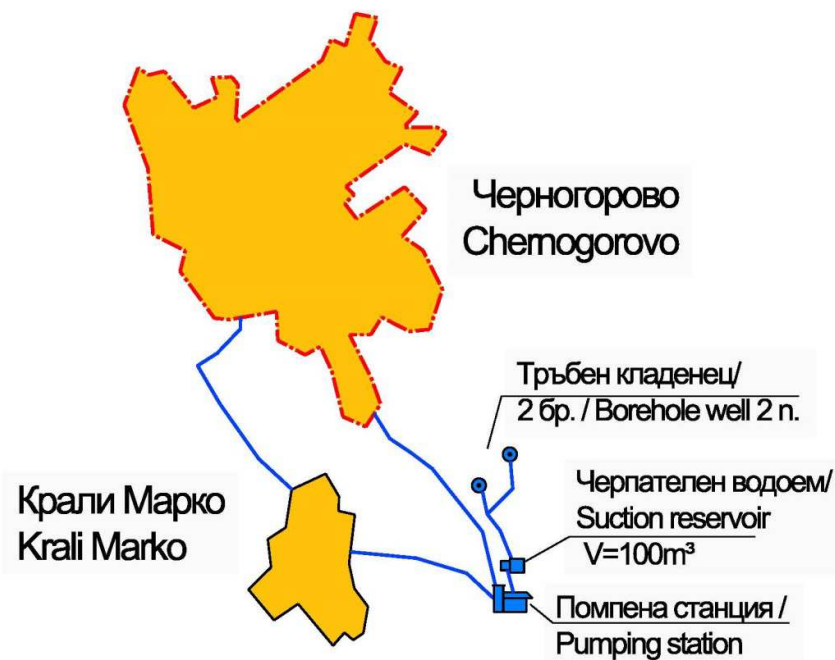 Черногорово
Chernogorovo
Тръбен кладенец/
2 бр. / Borehole well 2 n.
Черпателен водоем/
Suction reservoir
V=100m³
Крали Марко
Krali Marko
Помпена станция /
Pumping station